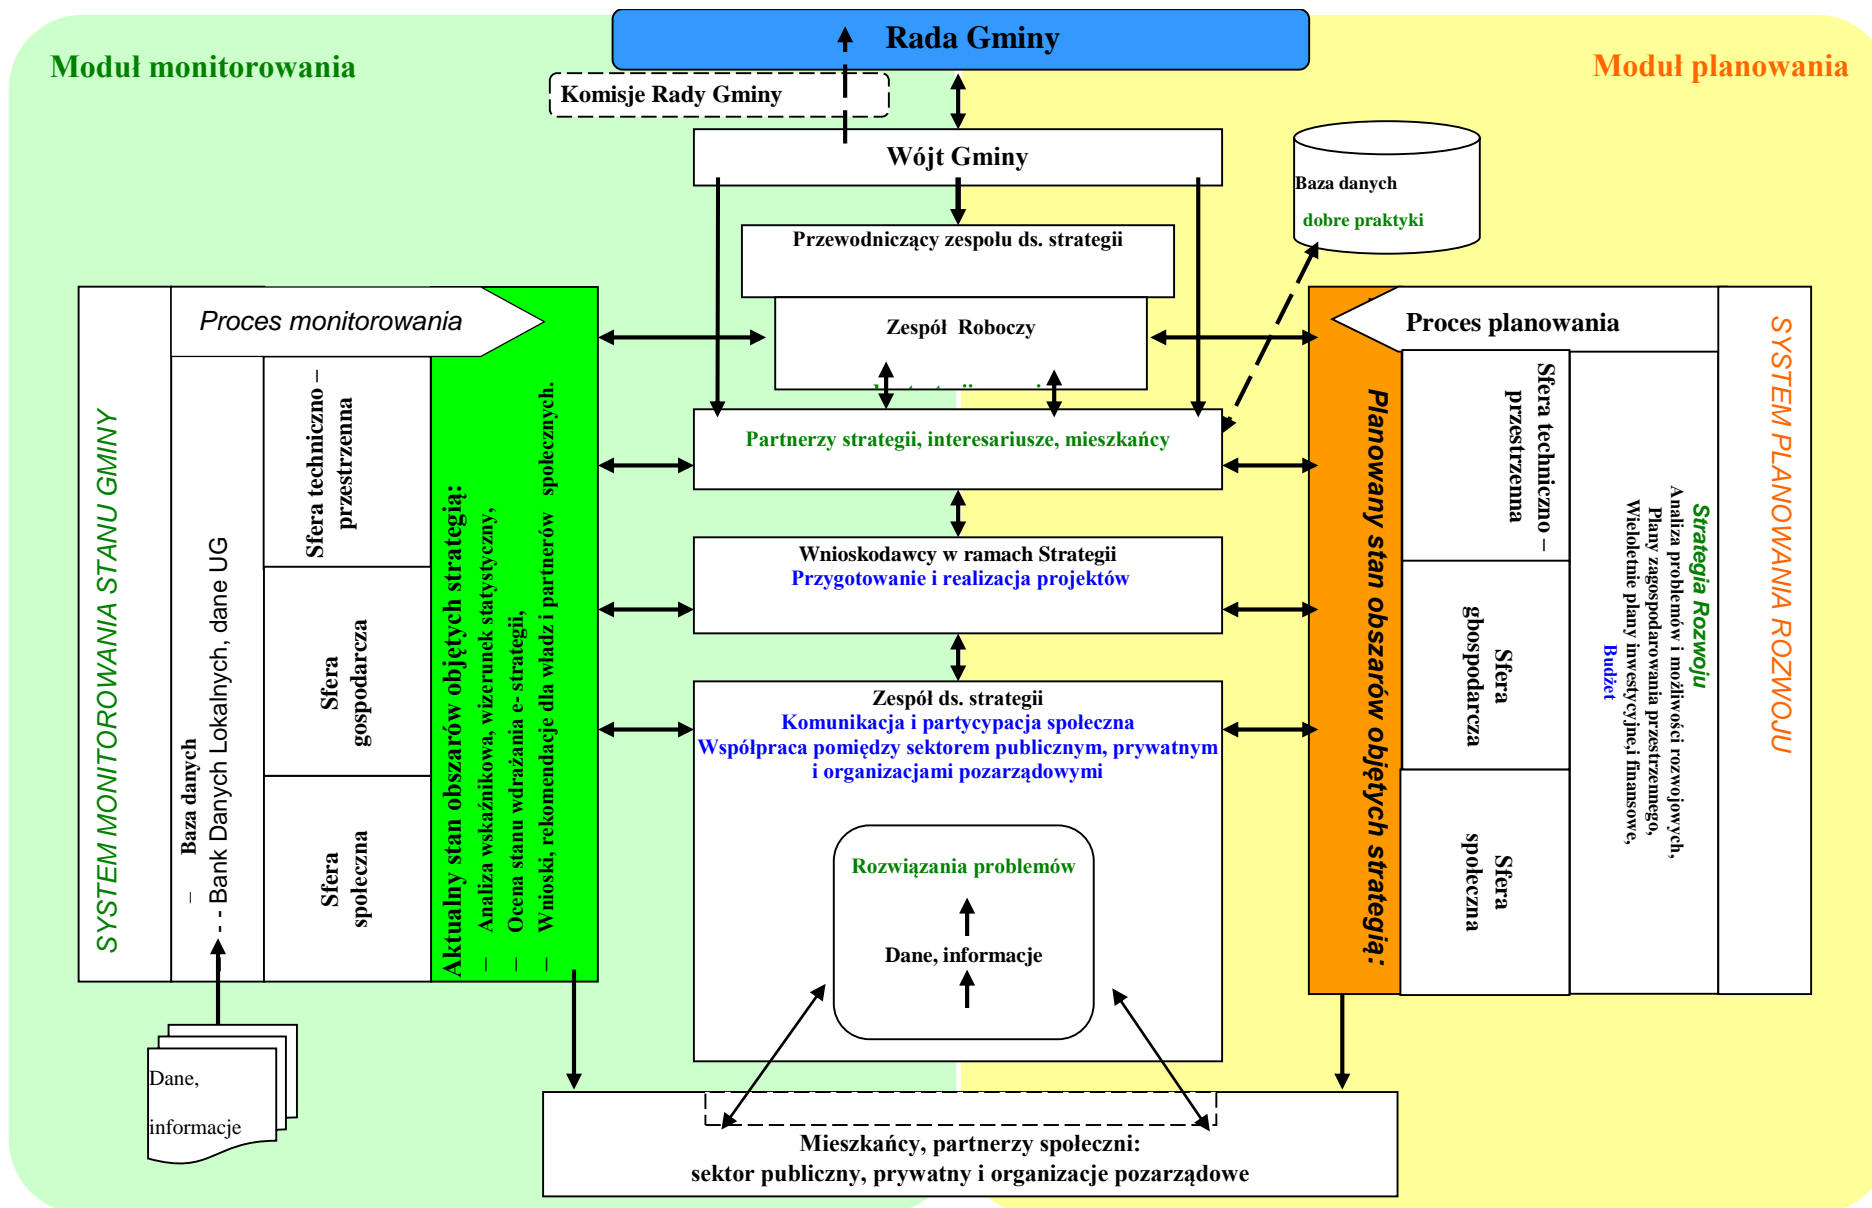 Rada Gminy
Moduł monitorowania
Moduł planowania
Komisje Rady Gminy
Wójt Gminy
Baza danych
dobre praktyki
Przewodniczący zespołu ds. strategii
Zespół  Roboczy
Partnerzy strategii, interesariusze, mieszkańcy
Wnioskodawcy w ramach Strategii
Przygotowanie i realizacja projektów
Zespół ds. strategii
Komunikacja i partycypacja społeczna
Współpraca pomiędzy sektorem publicznym, prywatnym
i organizacjami pozarządowymi
Rozwiązania problemów
Dane, informacje
Mieszkańcy, partnerzy społeczni:
sektor publiczny, prywatny i organizacje pozarządowe
SYSTEM MONITOROWANIA STANU GMINY
Proces monitorowania
– Baza danych
- - Bank Danych Lokalnych, dane UG
Sfera techniczno –
przestrzenna
Sfera
gospodarcza
Sfera
społeczna
Aktualny stan obszarów objętych strategią:
– Analiza wskaźnikowa, wizerunek statystyczny,
– Ocena stanu wdrażania e- strategii,
– Wnioski, rekomendacje dla władz i partnerów  społecznych.
Dane,
informacje
Proces planowania
Planowany stan obszarów objętych strategią:
Sfera techniczno –
przestrzenna
Sfera
gbospodarcza
Sfera
społeczna
Strategia Rozwoju
Analiza problemów i możliwości rozwojowych,
Plany zagospodarowania przestrzennego,
Wieloletnie plany inwestycyjne,i finansowe,
Budżet
SYSTEM PLANOWANIA ROZWOJU